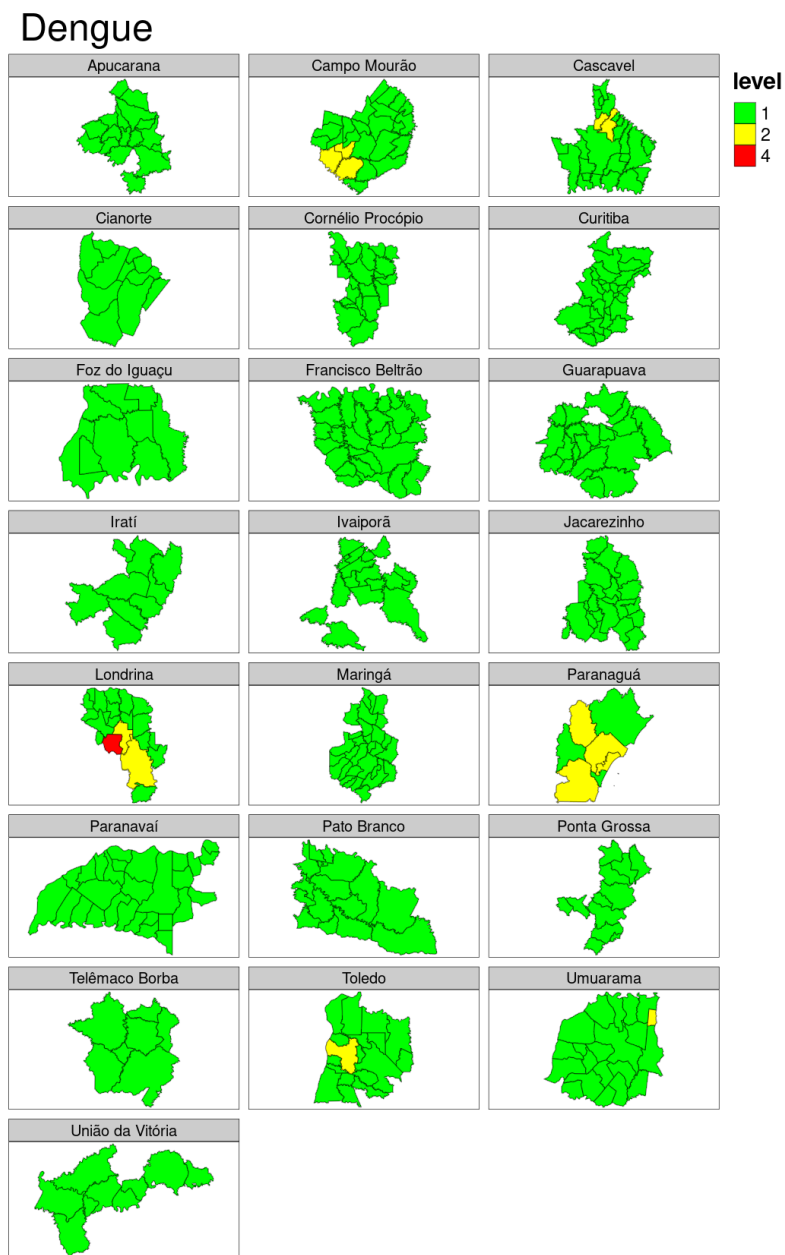 Dengue
Apucarana
Campo Mourão
Cascavel
level
1
2
4
Cianorte
Cornélio Procópio
Curitiba
Foz do Iguaçu
Francisco Beltrão
Guarapuava
Iratí
Ivaiporã
Jacarezinho
Londrina
Maringá
Paranaguá
Paranavaí
Pato Branco
Ponta Grossa
Telêmaco Borba
Toledo
Umuarama
União da Vitória